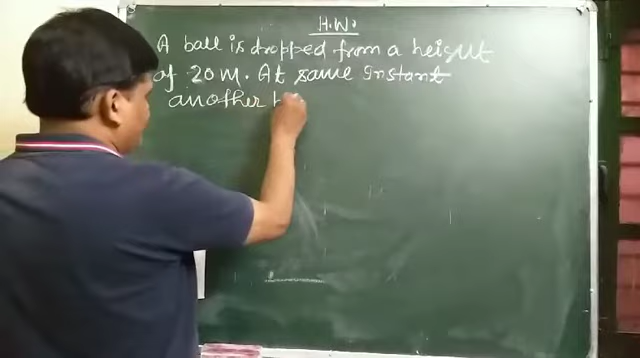 H.W.
A ball is dropped from a height
of 20 M. At same Instant
another